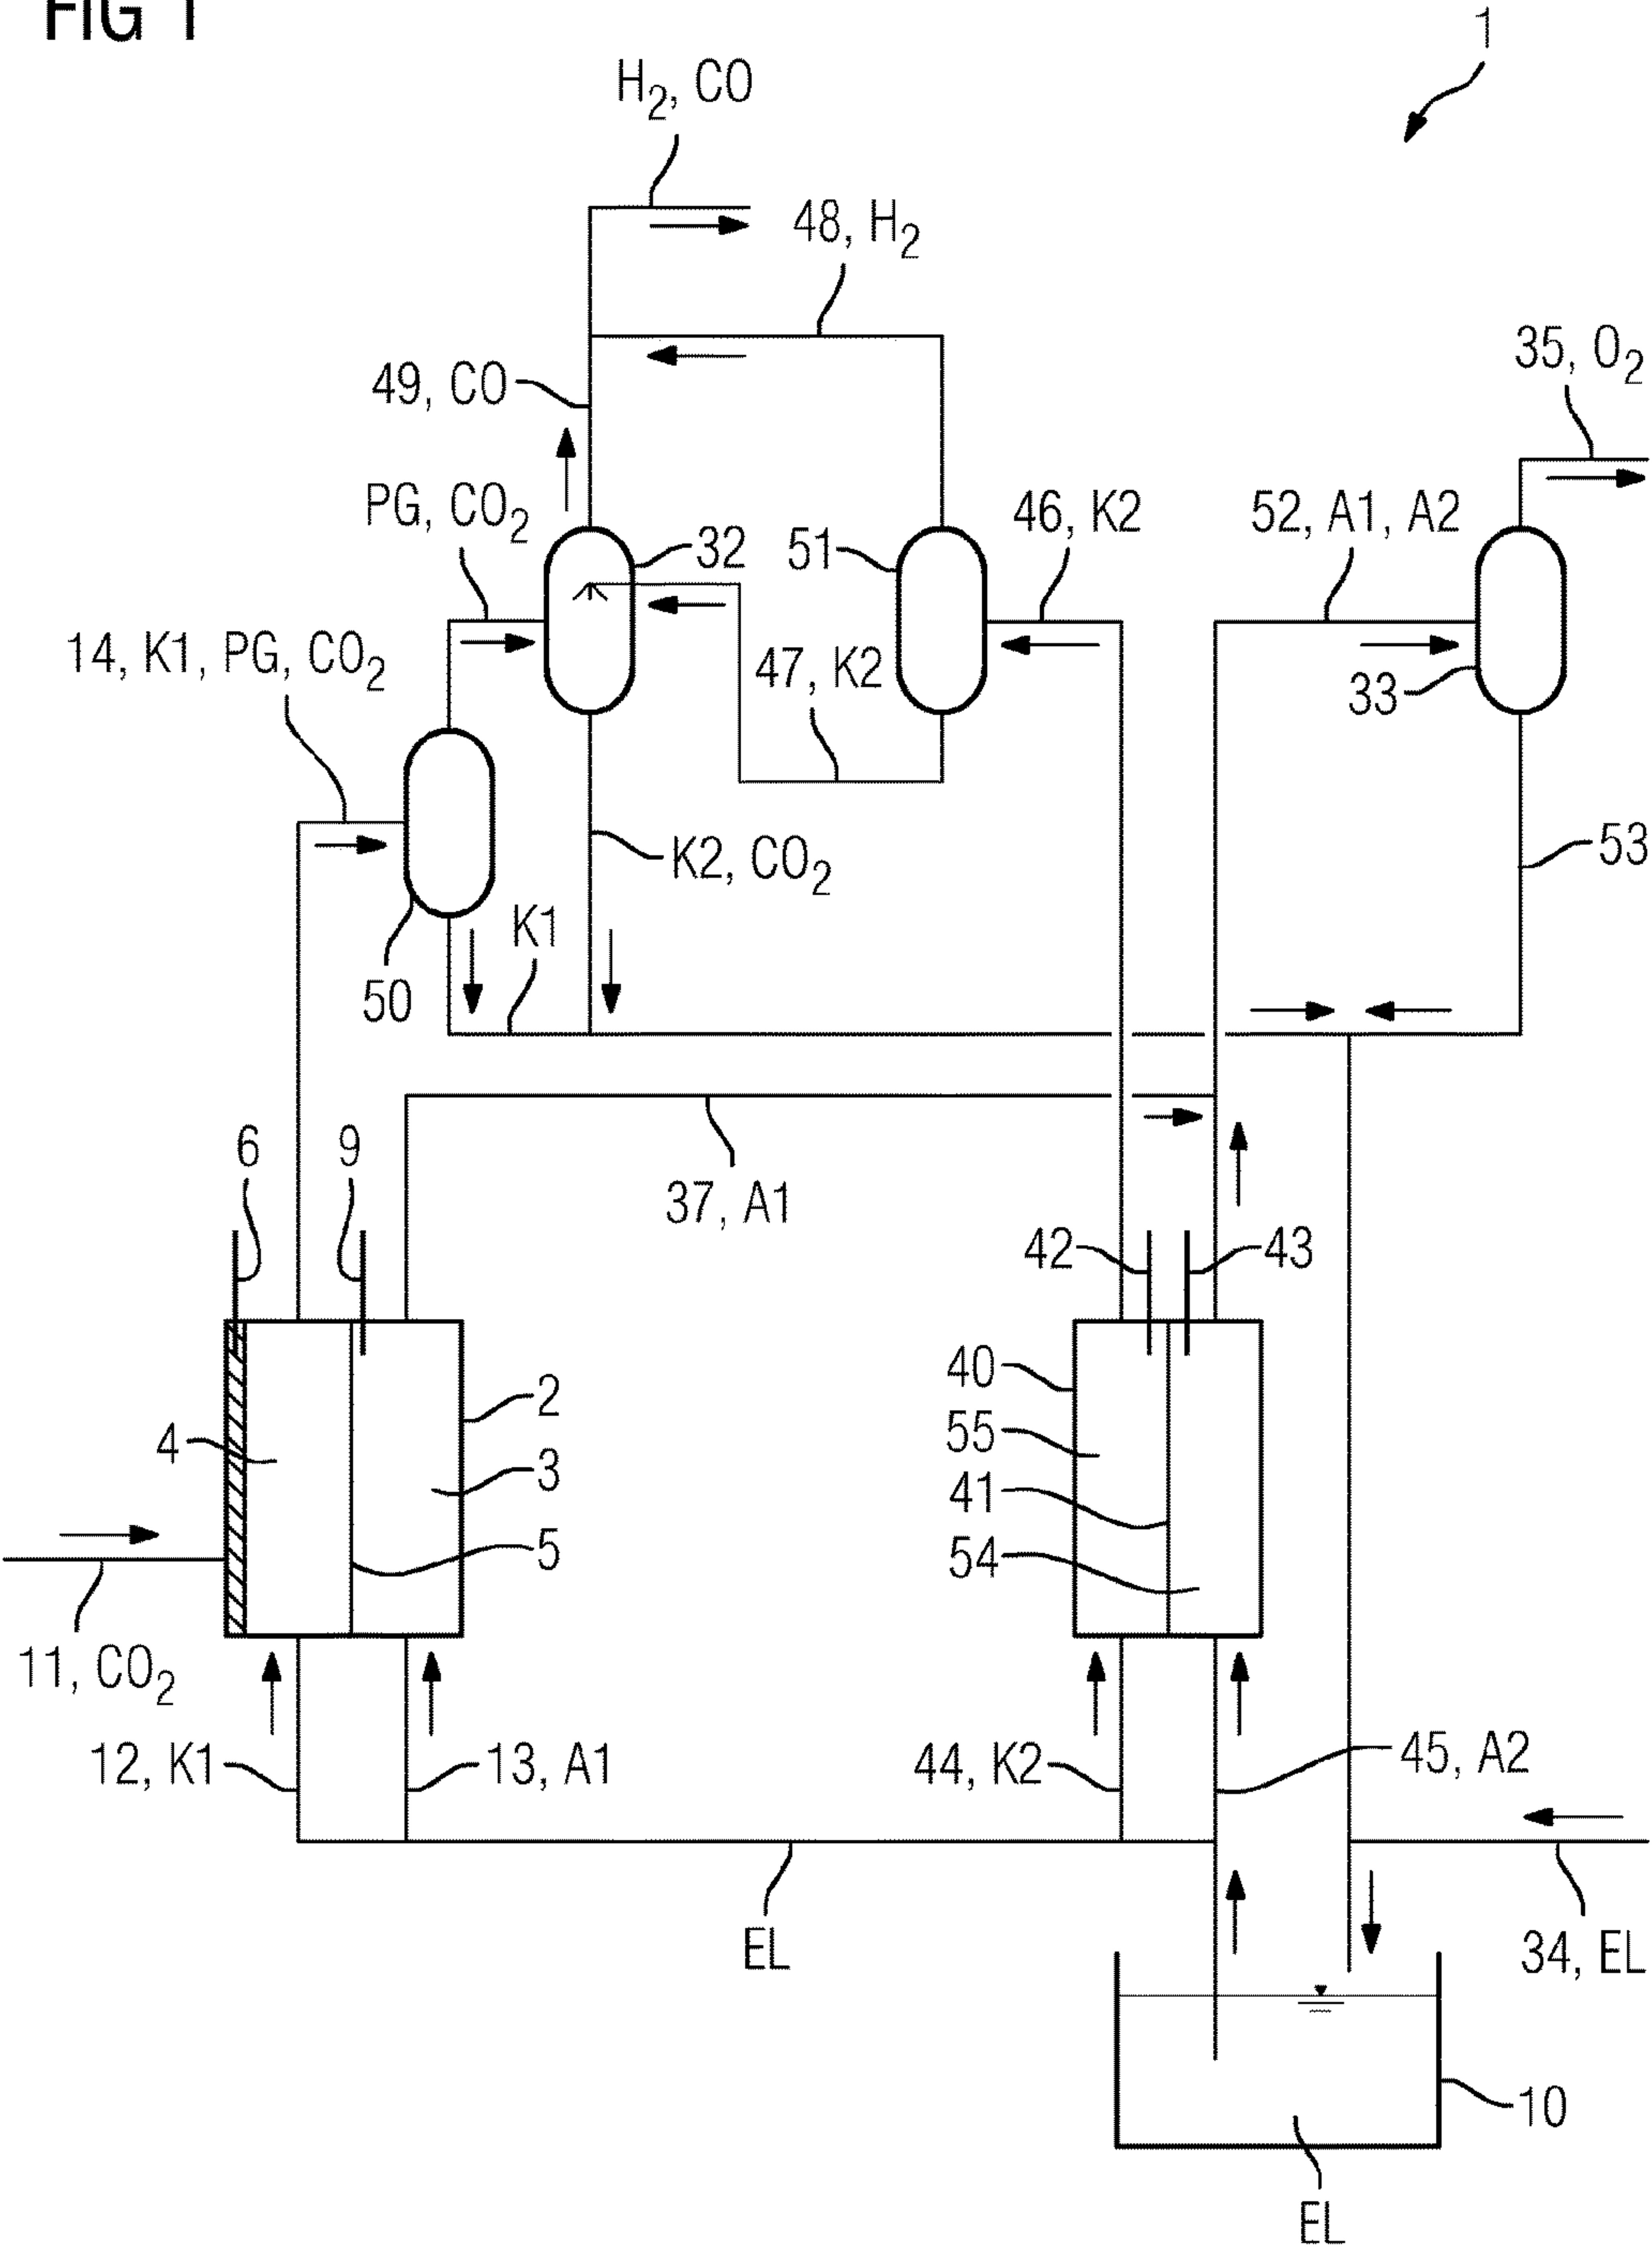 FIG 1
1
H2, CO
48, H2
35, O2
49, CO
PG, CO2
32
51
46, K2
52, A1, A2
14, K1, PG, CO2
47, K2
33
K2, CO2
53
K1
50
6
9
37, A1
42
43
40
2
55
4
3
41
5
54
11, CO2
12, K1
13, A1
44, K2
45, A2
EL
34, EL
10
EL